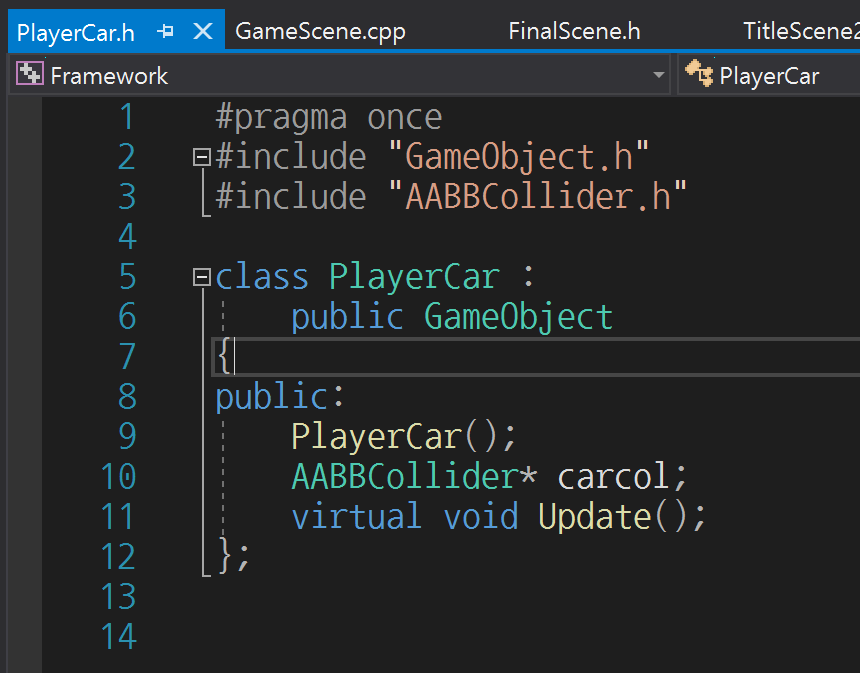 PlayerCar.h GameScene.cpp FinalScene.h TitleScene2
Framework PlayerCar
1 #pragma once
2 #include "GameObject.h"
3 #include "AABBCollider.h"
4
5 class PlayerCar :
6 public GameObject
7 {
8 public:
9 PlayerCar();
10 AABBCollider* carcol;
11 virtual void Update();
12 };
13
14